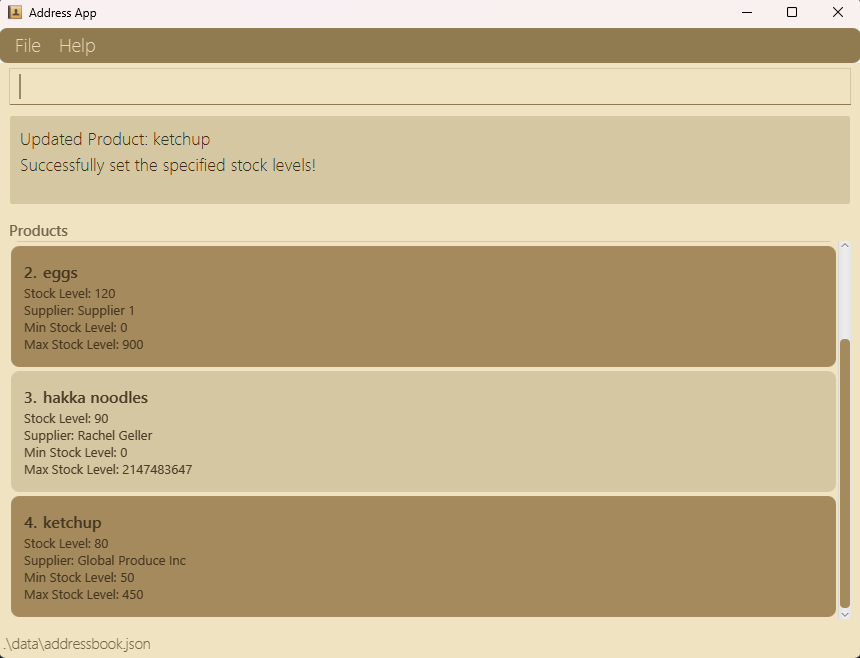 Address App
File Help
Updated Product: ketchup
Successfully set the specified stock levels!
Products
2. eggs
Stock Level: 120
Supplier: Supplier 1
Min Stock Level: 0
Max Stock Level: 900
3. hakka noodles
Stock Level: 90
Supplier: Rachel Geller
Min Stock Level: 0
Max Stock Level: 2147483647
4. ketchup
Stock Level: 80
Supplier: Global Produce Inc
Min Stock Level: 50
Max Stock Level: 450
.\data\addressbook.json